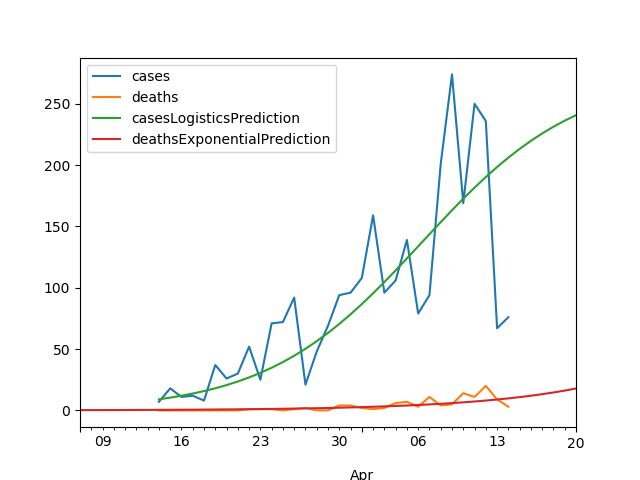 cases
deaths
casesLogisticsPrediction
deathsExponentialPrediction
250
200
150
100
50
0
09 16 23 30 06 13 20
Apr